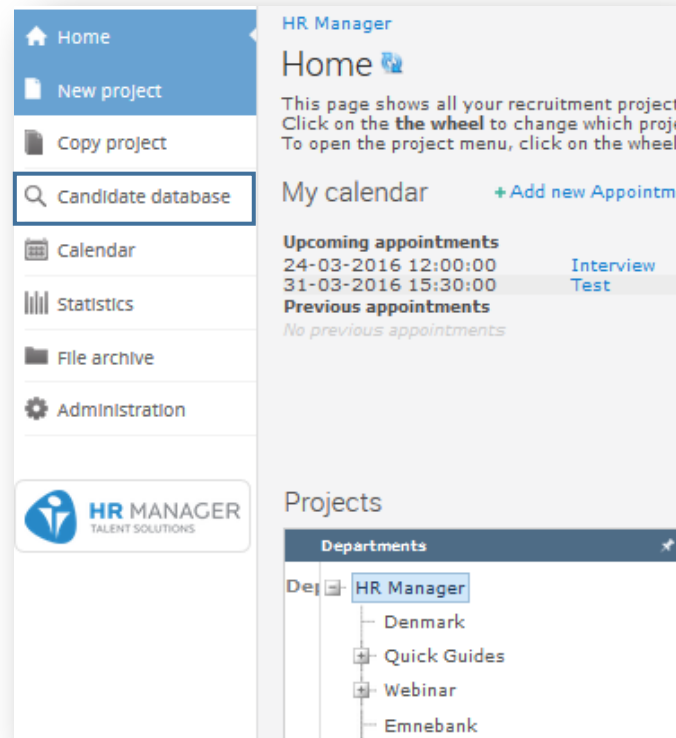 Home
New project
Copy project
Candidate database
Calendar
Statistics
File archive
Administration
HR MANAGER
TALENT SOLUTIONS
HR Manager
Home
This page shows all your recruitment project
Click on the the wheel to change which proj
To open the project menu, click on the wheel
My calendar +Add new Appointm
Upcoming appointments
24-03-2016 12:00:00 Interview
31-03-2016 15:30:00 Test
Previous appointments
No previous appointments
Projects
Departments
HR Manager
Denmark
Quick Guides
Webinar
Emnebank